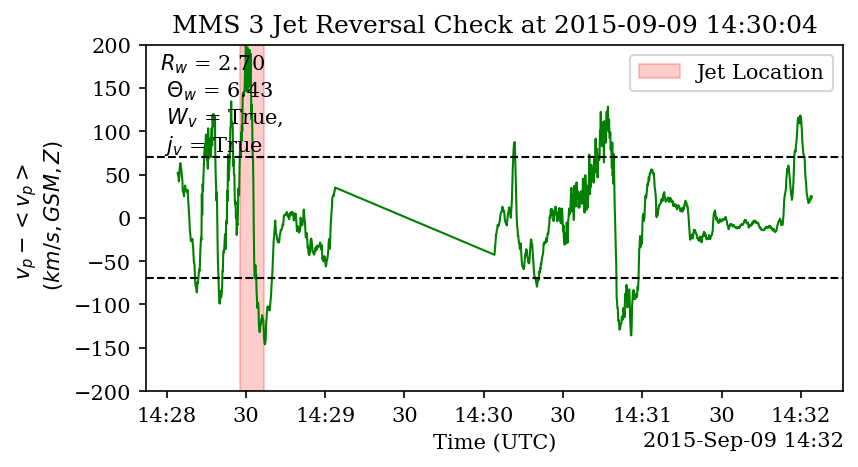 MMS 3 Jet Reversal Check at 2015-09-09 14:30:04
200
150
100
50
0
−50
−100
−150
−200
v_p − < v_p >
(km/s, GSM, Z)
R_w = 2.70
Θ_w = 6.43
W_v = True,
j_v = True
Jet Location
14:28 30 14:29 30 14:30 30 14:31 30 14:32
Time (UTC)
2015-Sep-09 14:32